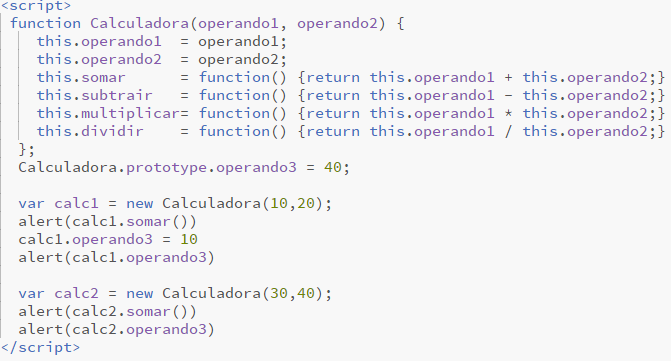 <script>
 function Calculadora(operando1, operando2) {
    this.operando1  = operando1;
    this.operando2  = operando2;
    this.somar      = function() {return this.operando1 + this.operando2;}
    this.subtrair   = function() {return this.operando1 - this.operando2;}
    this.multiplicar= function() {return this.operando1 * this.operando2;}
    this.dividir    = function() {return this.operando1 / this.operando2;}
  };
  Calculadora.prototype.operando3 = 40;

  var calc1 = new Calculadora(10,20);
  alert(calc1.somar())
  calc1.operando3 = 10
  alert(calc1.operando3)

  var calc2 = new Calculadora(30,40);
  alert(calc2.somar())
  alert(calc2.operando3)
</script>